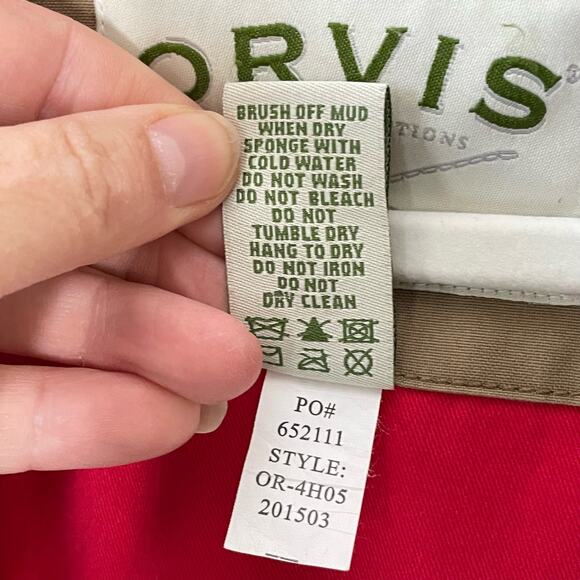 ORVIS
BRUSH OFF MUD
WHEN DRY
SPONGE WITH
COLD WATER
DO NOT WASH
DO NOT BLEACH
DO NOT
TUMBLE DRY
HANG TO DRY
DO NOT IRON
DO NOT
DRY CLEAN
PO#
652111
STYLE:
OR-4H05
201503